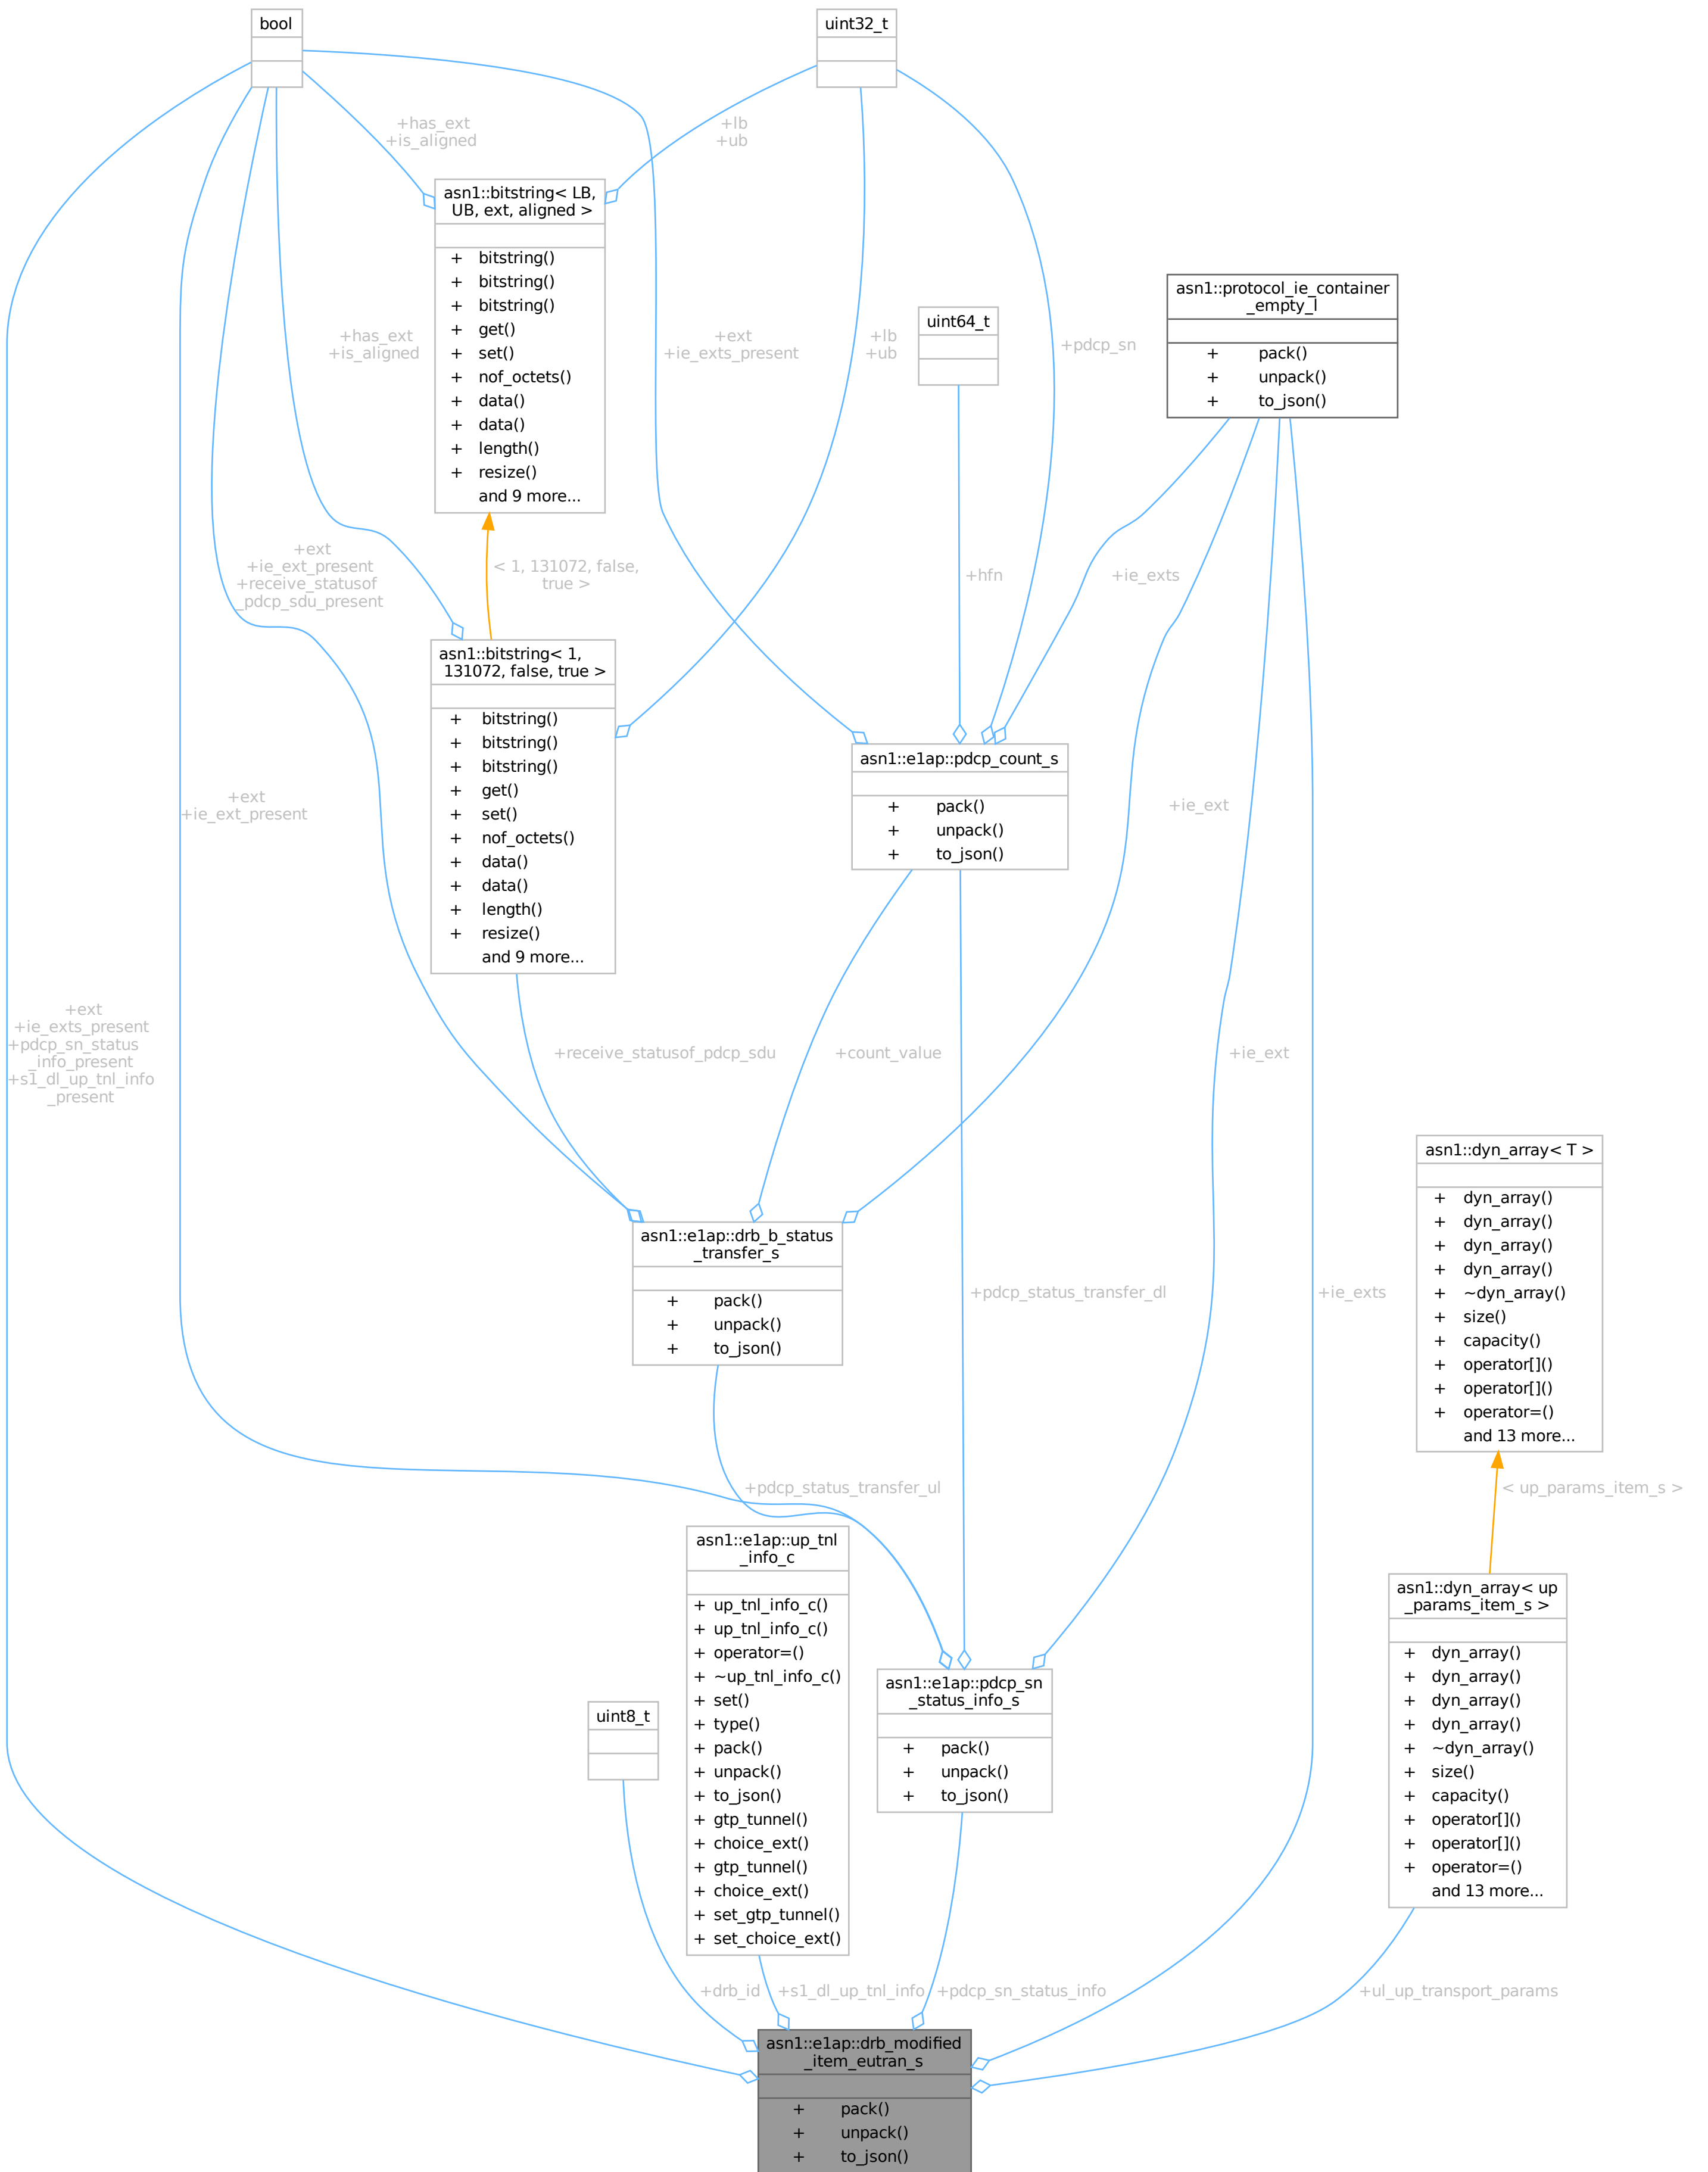 bool
uint32_t
+has_ext
+is_aligned
+lb
+ub
asn1::bitstring< LB,
UB, ext, aligned >
+ bitstring()
+ bitstring()
+ bitstring()
+ get()
+ set()
+ nof_octets()
+ data()
+ data()
+ length()
+ resize()
and 9 more...
asn1::protocol_ie_container
_empty_l
+ pack()
+ unpack()
+ to_json()
uint64_t
+has_ext
+is_aligned
+ext
+ie_exts_present
+lb
+ub
+pdcp_sn
+ext
+ie_ext_present
+receive_statusof
_pdcp_sdu_present
< 1, 131072, false,
true >
+hfn
+ie_exts
asn1::bitstring< 1,
131072, false, true >
+ bitstring()
+ bitstring()
+ bitstring()
+ get()
+ set()
+ nof_octets()
+ data()
+ data()
+ length()
+ resize()
and 9 more...
asn1::e1ap::pdcp_count_s
+ pack()
+ unpack()
+ to_json()
+ext
+ie_ext_present
+ie_ext
+ext
+ie_exts_present
+pdcp_sn_status
_info_present
+s1_dl_up_tnl_info
_present
+receive_statusof_pdcp_sdu
+count_value
+ie_ext
asn1::dyn_array< T >
+ dyn_array()
+ dyn_array()
+ dyn_array()
+ dyn_array()
+ ~dyn_array()
+ size()
+ capacity()
+ operator[]()
+ operator[]()
+ operator=()
and 13 more...
asn1::e1ap::drb_b_status
_transfer_s
+ pack()
+ unpack()
+ to_json()
+pdcp_status_transfer_dl
+ie_exts
+pdcp_status_transfer_ul
< up_params_item_s >
asn1::e1ap::up_tnl
_info_c
+ up_tnl_info_c()
+ up_tnl_info_c()
+ operator=()
+ ~up_tnl_info_c()
+ set()
+ type()
+ pack()
+ unpack()
+ to_json()
+ gtp_tunnel()
+ choice_ext()
+ gtp_tunnel()
+ choice_ext()
+ set_gtp_tunnel()
+ set_choice_ext()
asn1::dyn_array< up
_params_item_s >
+ dyn_array()
+ dyn_array()
+ dyn_array()
+ dyn_array()
+ ~dyn_array()
+ size()
+ capacity()
+ operator[]()
+ operator[]()
+ operator=()
and 13 more...
asn1::e1ap::pdcp_sn
_status_info_s
+ pack()
+ unpack()
+ to_json()
uint8_t
+drb_id
+s1_dl_up_tnl_info
+pdcp_sn_status_info
+ul_up_transport_params
asn1::e1ap::drb_modified
_item_eutran_s
+ pack()
+ unpack()
+ to_json()